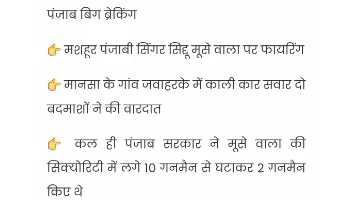 पंजाब बिग ब्रेकिंग
👉 मशहूर पंजाबी सिंगर सिद्दू मूसे वाला पर फायरिंग
👉 मानसा के गांव जवाहरके में काली कार सवार दो
बदमाशों ने की वारदात
👉 कल ही पंजाब सरकार ने मूसे वाला की
सिक्योरिटी में लगे 10 गनमैन से घटाकर 2 गनमैन
किए थे